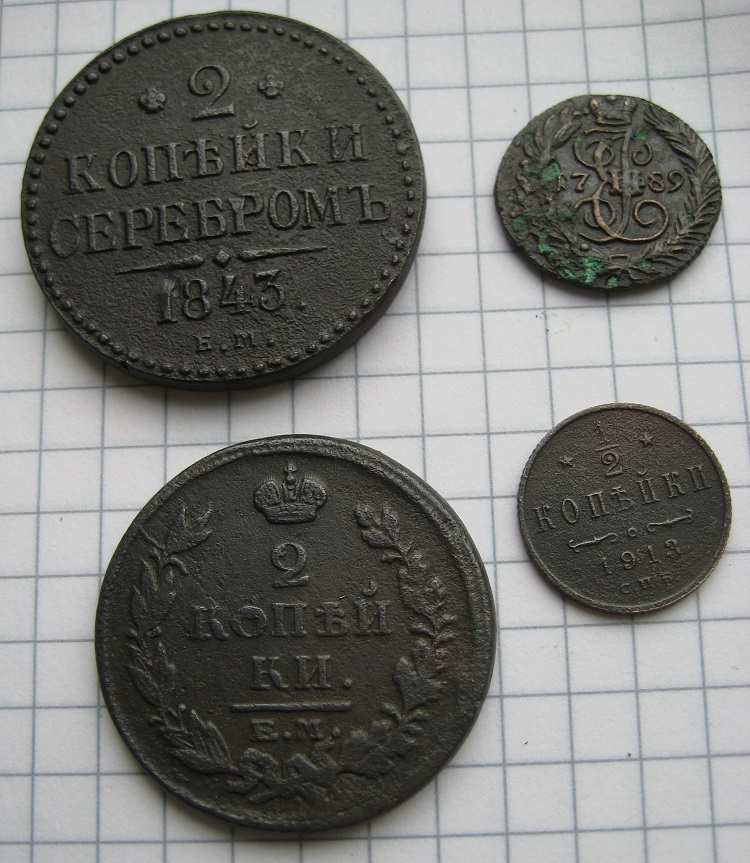 2
КОПѢЙКИ
СЕРЕБРОМЪ
1843.
Е.М.
17 89
1/2
КОПѢЙКИ
1913
СПБ
2
КОПѢЙ
КИ.
Е.М.